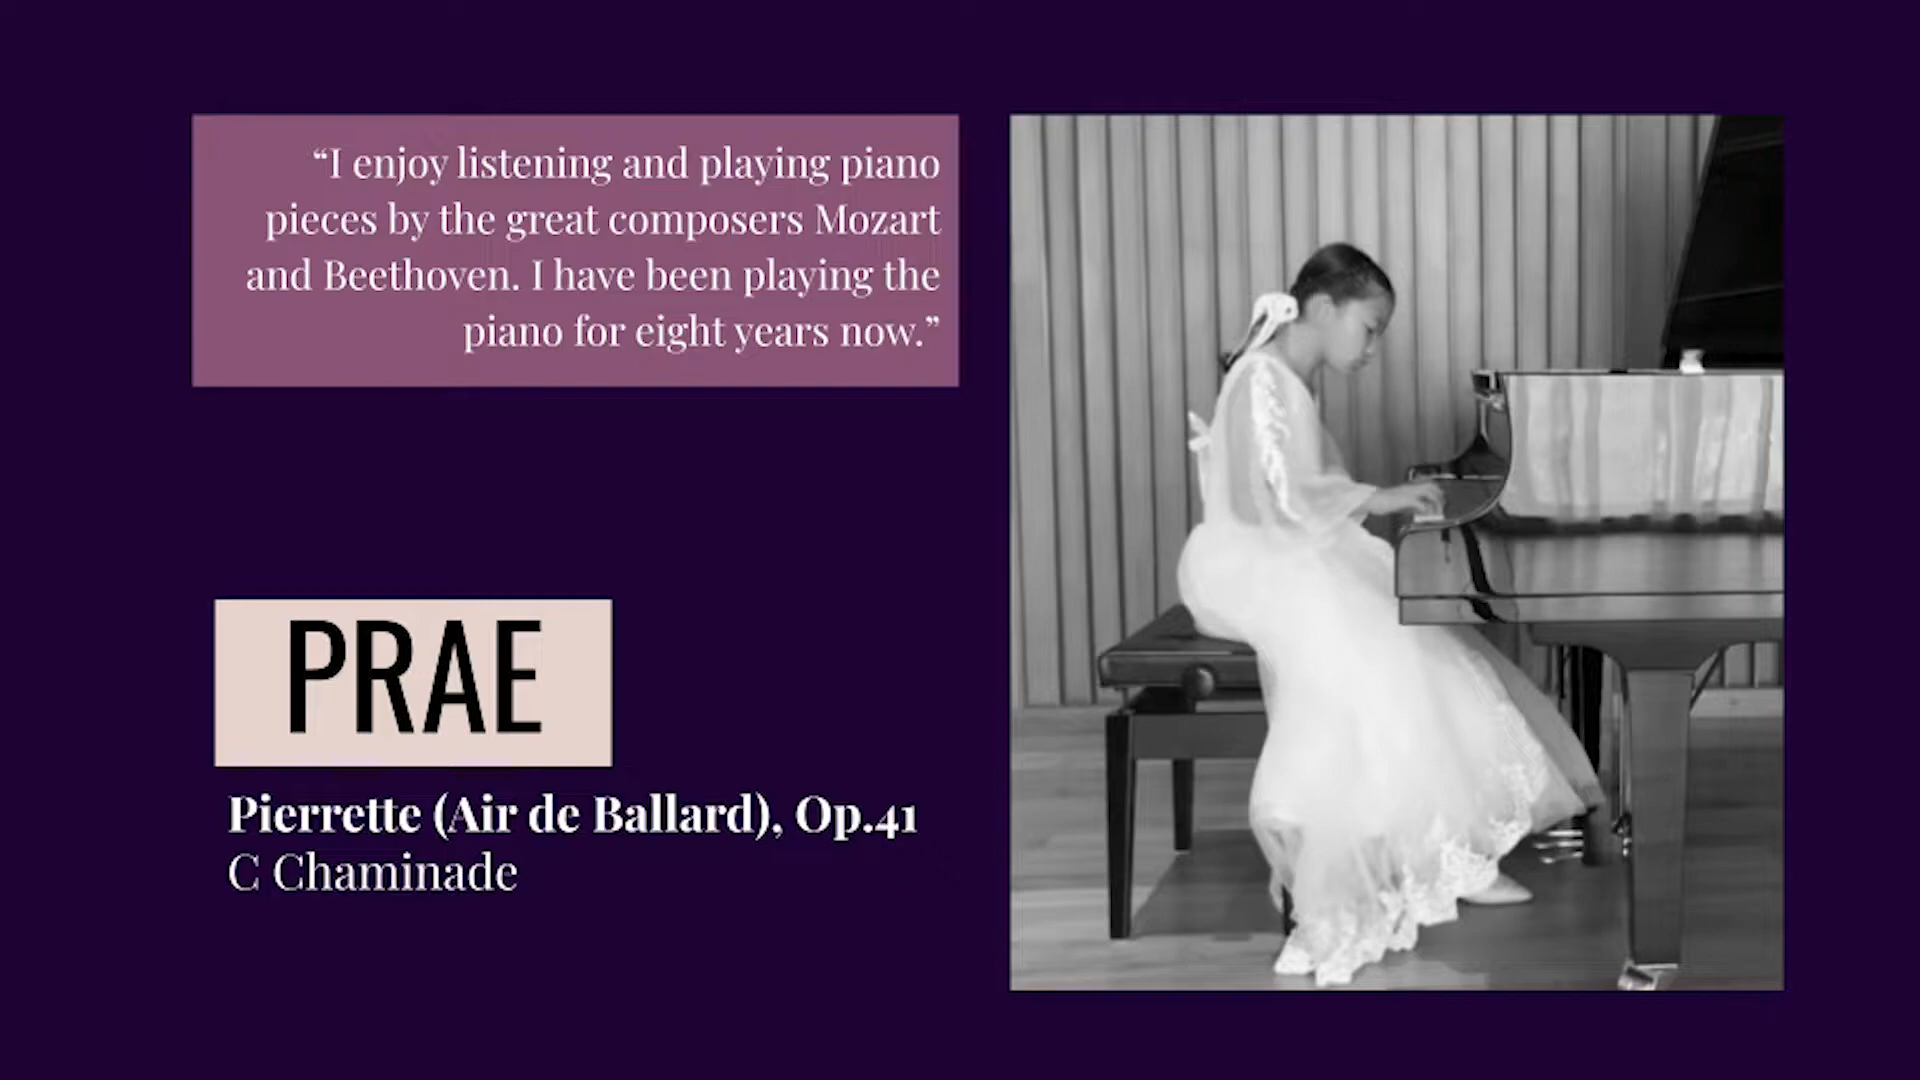 “I enjoy listening and playing piano
pieces by the great composers Mozart
and Beethoven. I have been playing the
piano for eight years now.”
PRAE
Pierrette (Air de Ballard), Op.41
C Chaminade